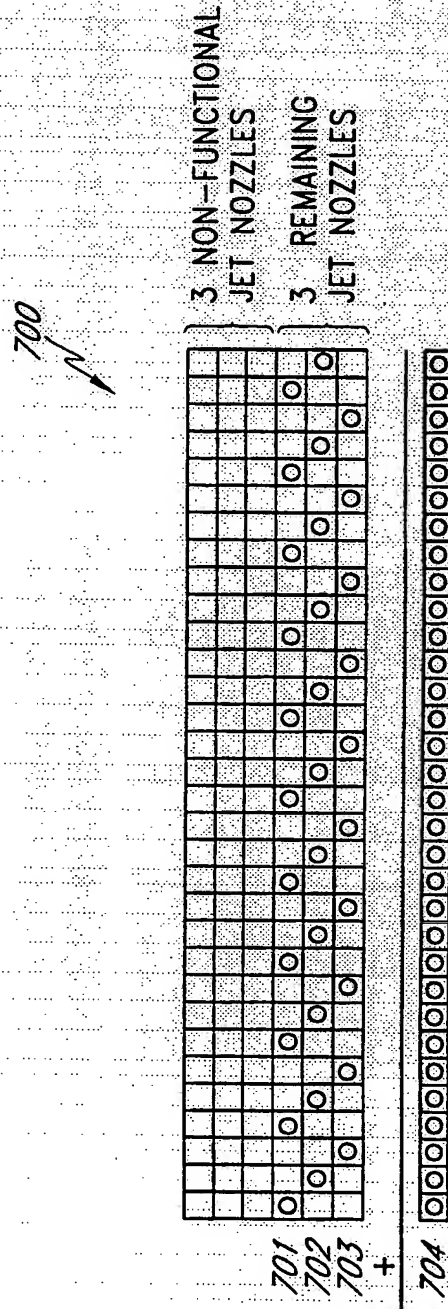 700
3 NON-FUNCTIONAL
JET NOZZLES
3 REMAINING
JET NOZZLES
701
702
703
+
704